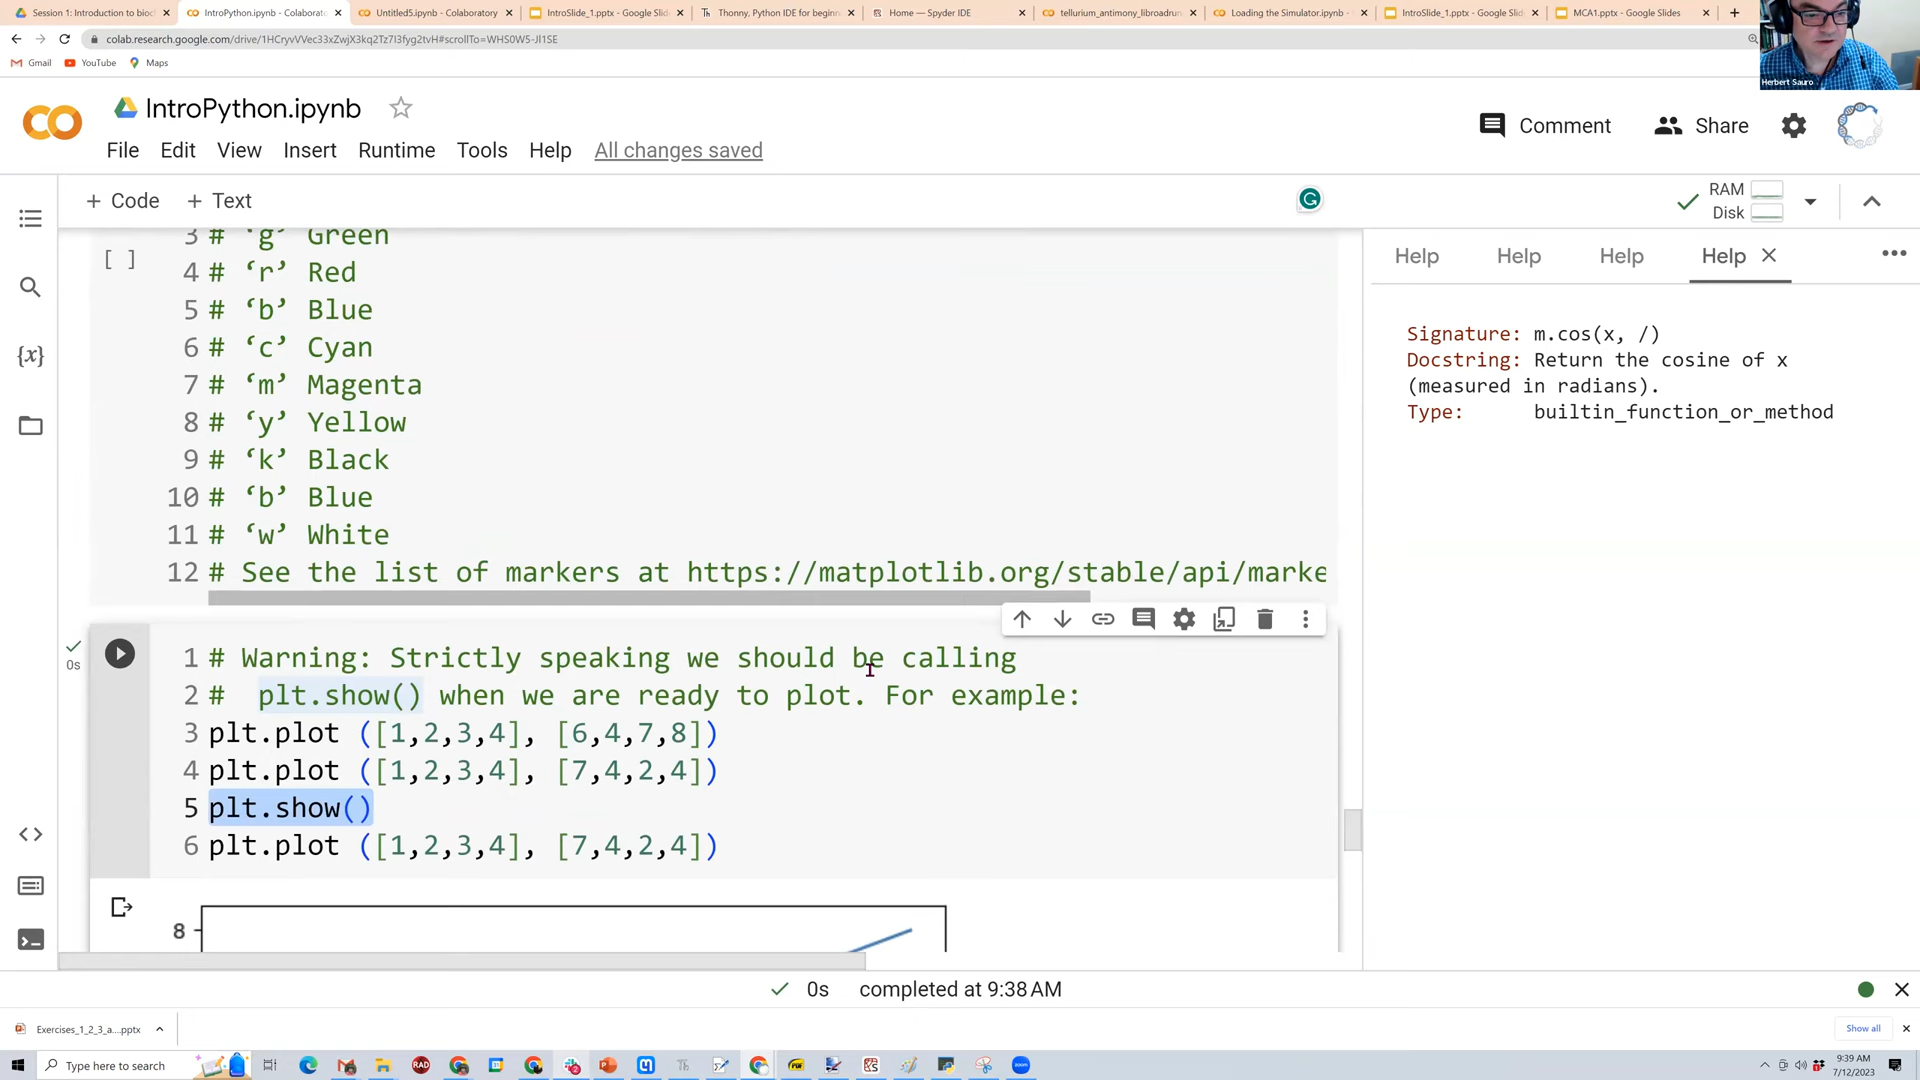 Session 1: Introduction to bioch
IntroPython.ipynb - Colaborato
Untitled5.ipynb - Colaboratory
IntroSlide_1.pptx - Google Slid
Thonny, Python IDE for beginn
Home — Spyder IDE
tellurium_antimony_libroadrun
Loading the Simulator.ipynb -
IntroSlide_1.pptx - Google Slid
MCA1.pptx - Google Slides
colab.research.google.com/drive/1HCryvVVec33xZwjX3kq2Tz7I3fyg2tvH#scrollTo=WHS0W5-Jl1SE
Gmail
YouTube
Maps
Herbert Sauro
CO
IntroPython.ipynb
File Edit View Insert Runtime Tools Help All changes saved
Comment
Share
+ Code + Text
RAM
Disk
{x}
[ ]
3 # ‘g’ Green
4 # ‘r’ Red
5 # ‘b’ Blue
6 # ‘c’ Cyan
7 # ‘m’ Magenta
8 # ‘y’ Yellow
9 # ‘k’ Black
10 # ‘b’ Blue
11 # ‘w’ White
12 # See the list of markers at https://matplotlib.org/stable/api/marke
0s
1 # Warning: Strictly speaking we should be calling
2 #  plt.show() when we are ready to plot. For example:
3 plt.plot ([1,2,3,4], [6,4,7,8])
4 plt.plot ([1,2,3,4], [7,4,2,4])
5 plt.show()
6 plt.plot ([1,2,3,4], [7,4,2,4])
8
Help Help Help Help
Signature: m.cos(x, /)
Docstring: Return the cosine of x
(measured in radians).
Type: builtin_function_or_method
0s completed at 9:38 AM
Exercises_1_2_3_a....pptx
Show all
Type here to search
RAD
9:39 AM
7/12/2023